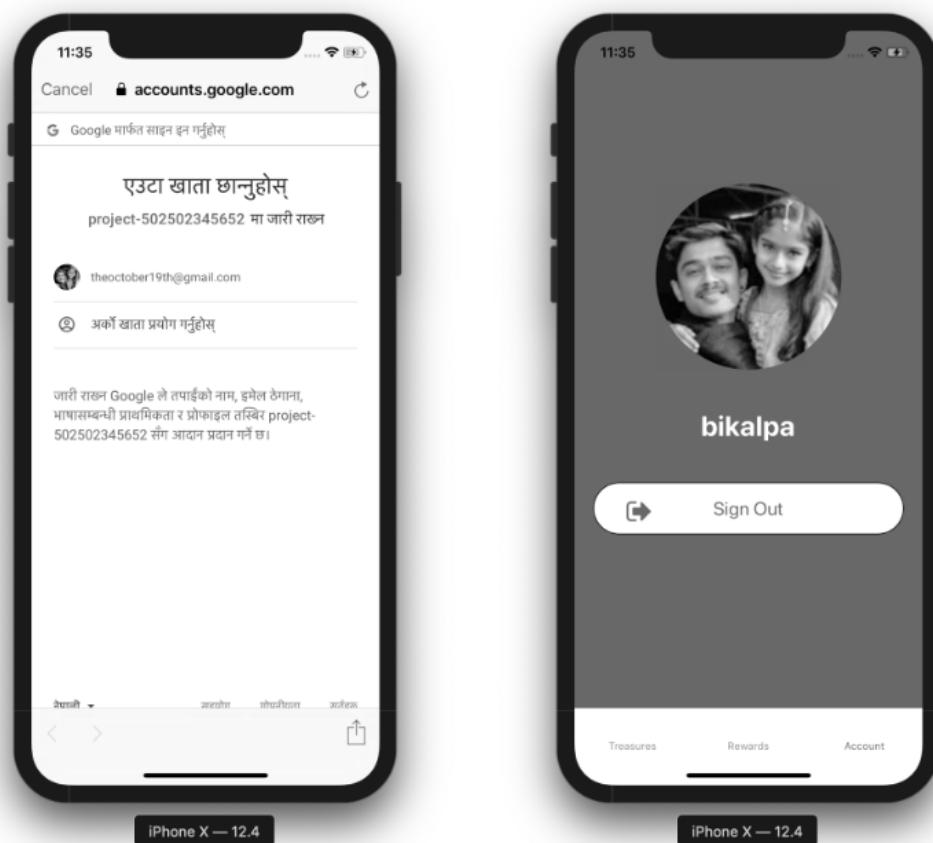 11:35
Cancel accounts.google.com
G Google मार्फत साइन इन गर्नुहोस्
एउटा खाता छान्नुहोस्
project-502502345652 मा जारी राख्न
theoctober19th@gmail.com
अर्को खाता प्रयोग गर्नुहोस्
जारी राख्न Google ले तपाईंको नाम, इमेल ठेगाना,
भाषासम्बन्धी प्राथमिकता र प्रोफाइल तस्बिर project-
502502345652 सँग आदान प्रदान गर्ने छ।
नेपाली
iPhone X — 12.4
11:35
bikalpa
Sign Out
Treasures Rewards Account
iPhone X — 12.4